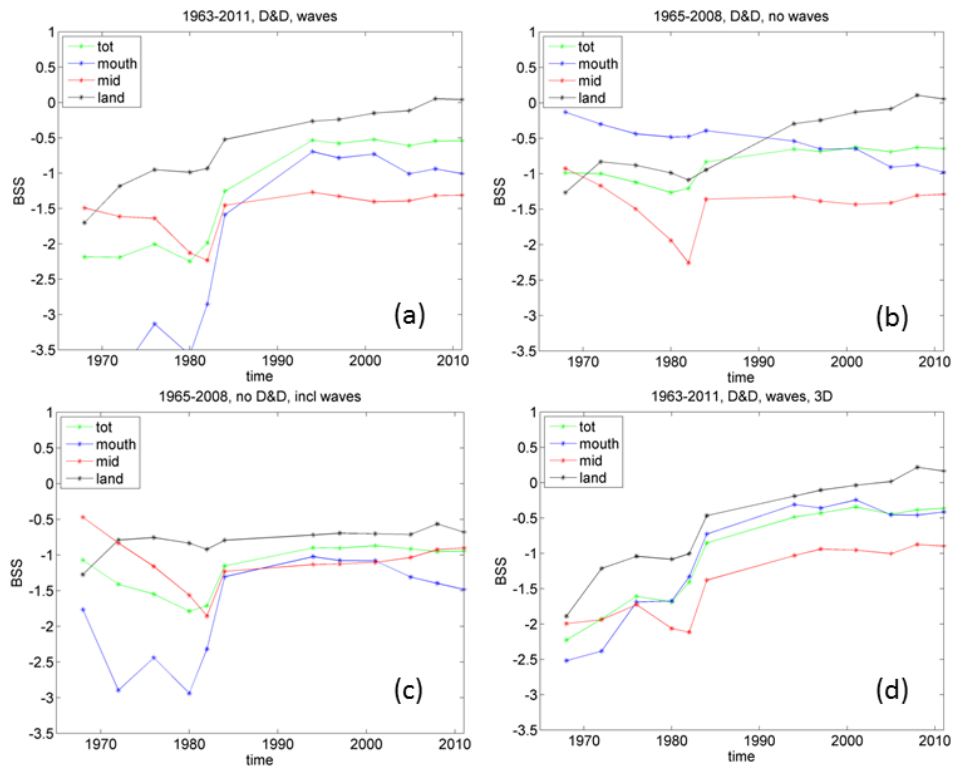 1963-2011, D&D, waves
1
0.5
0
-0.5
-1
-1.5
-2
-2.5
-3
-3.5
BSS
tot
mouth
mid
land
(a)
1970 1980 1990 2000 2010
time
1965-2008, D&D, no waves
1
0.5
0
-0.5
-1
-1.5
-2
-2.5
-3
-3.5
BSS
tot
mouth
mid
land
(b)
1970 1980 1990 2000 2010
time
1965-2008, no D&D, incl waves
1
0.5
0
-0.5
-1
-1.5
-2
-2.5
-3
-3.5
BSS
tot
mouth
mid
land
(c)
1970 1980 1990 2000 2010
time
1963-2011, D&D, waves, 3D
1
0.5
0
-0.5
-1
-1.5
-2
-2.5
-3
-3.5
BSS
tot
mouth
mid
land
(d)
1970 1980 1990 2000 2010
time